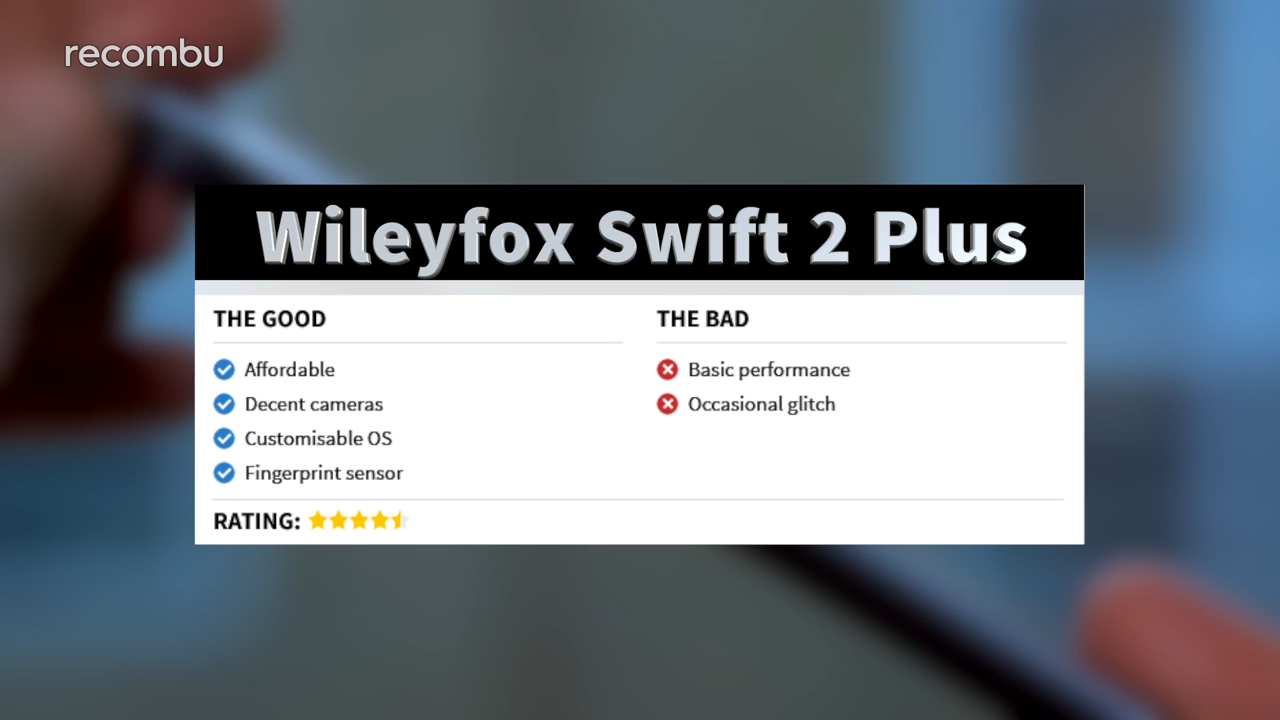 recombu
Wileyfox Swift 2 Plus
THE GOOD
Affordable
Decent cameras
Customisable OS
Fingerprint sensor
THE BAD
Basic performance
Occasional glitch
RATING: